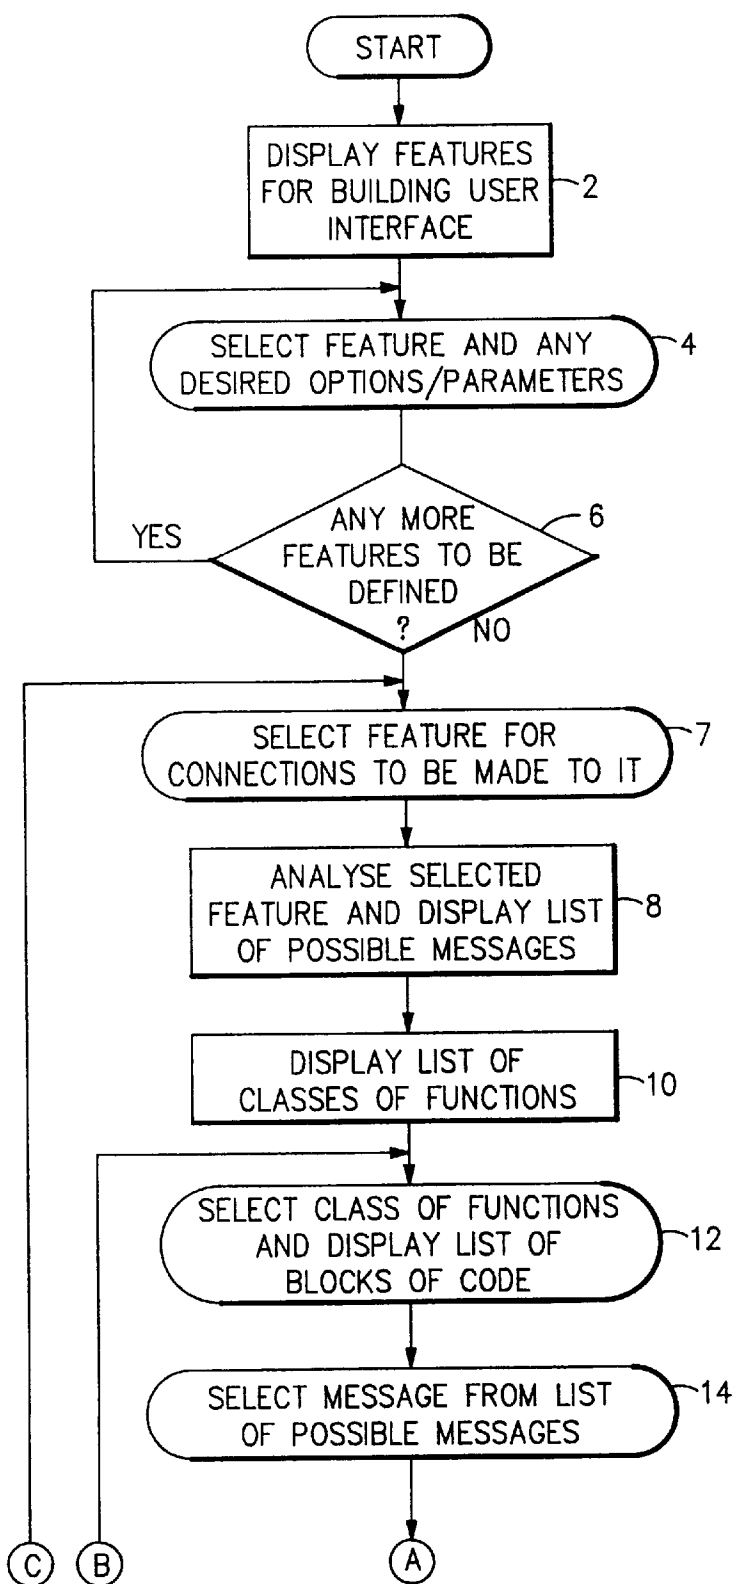 START
DISPLAY FEATURES
FOR BUILDING USER
INTERFACE
2
SELECT FEATURE AND ANY
DESIRED OPTIONS/PARAMETERS
4
ANY MORE
FEATURES TO BE
DEFINED
?
6
YES
NO
SELECT FEATURE FOR
CONNECTIONS TO BE MADE TO IT
7
ANALYSE SELECTED
FEATURE AND DISPLAY LIST
OF POSSIBLE MESSAGES
8
DISPLAY LIST OF
CLASSES OF FUNCTIONS
10
SELECT CLASS OF FUNCTIONS
AND DISPLAY LIST OF
BLOCKS OF CODE
12
SELECT MESSAGE FROM LIST
OF POSSIBLE MESSAGES
14
C
B
A